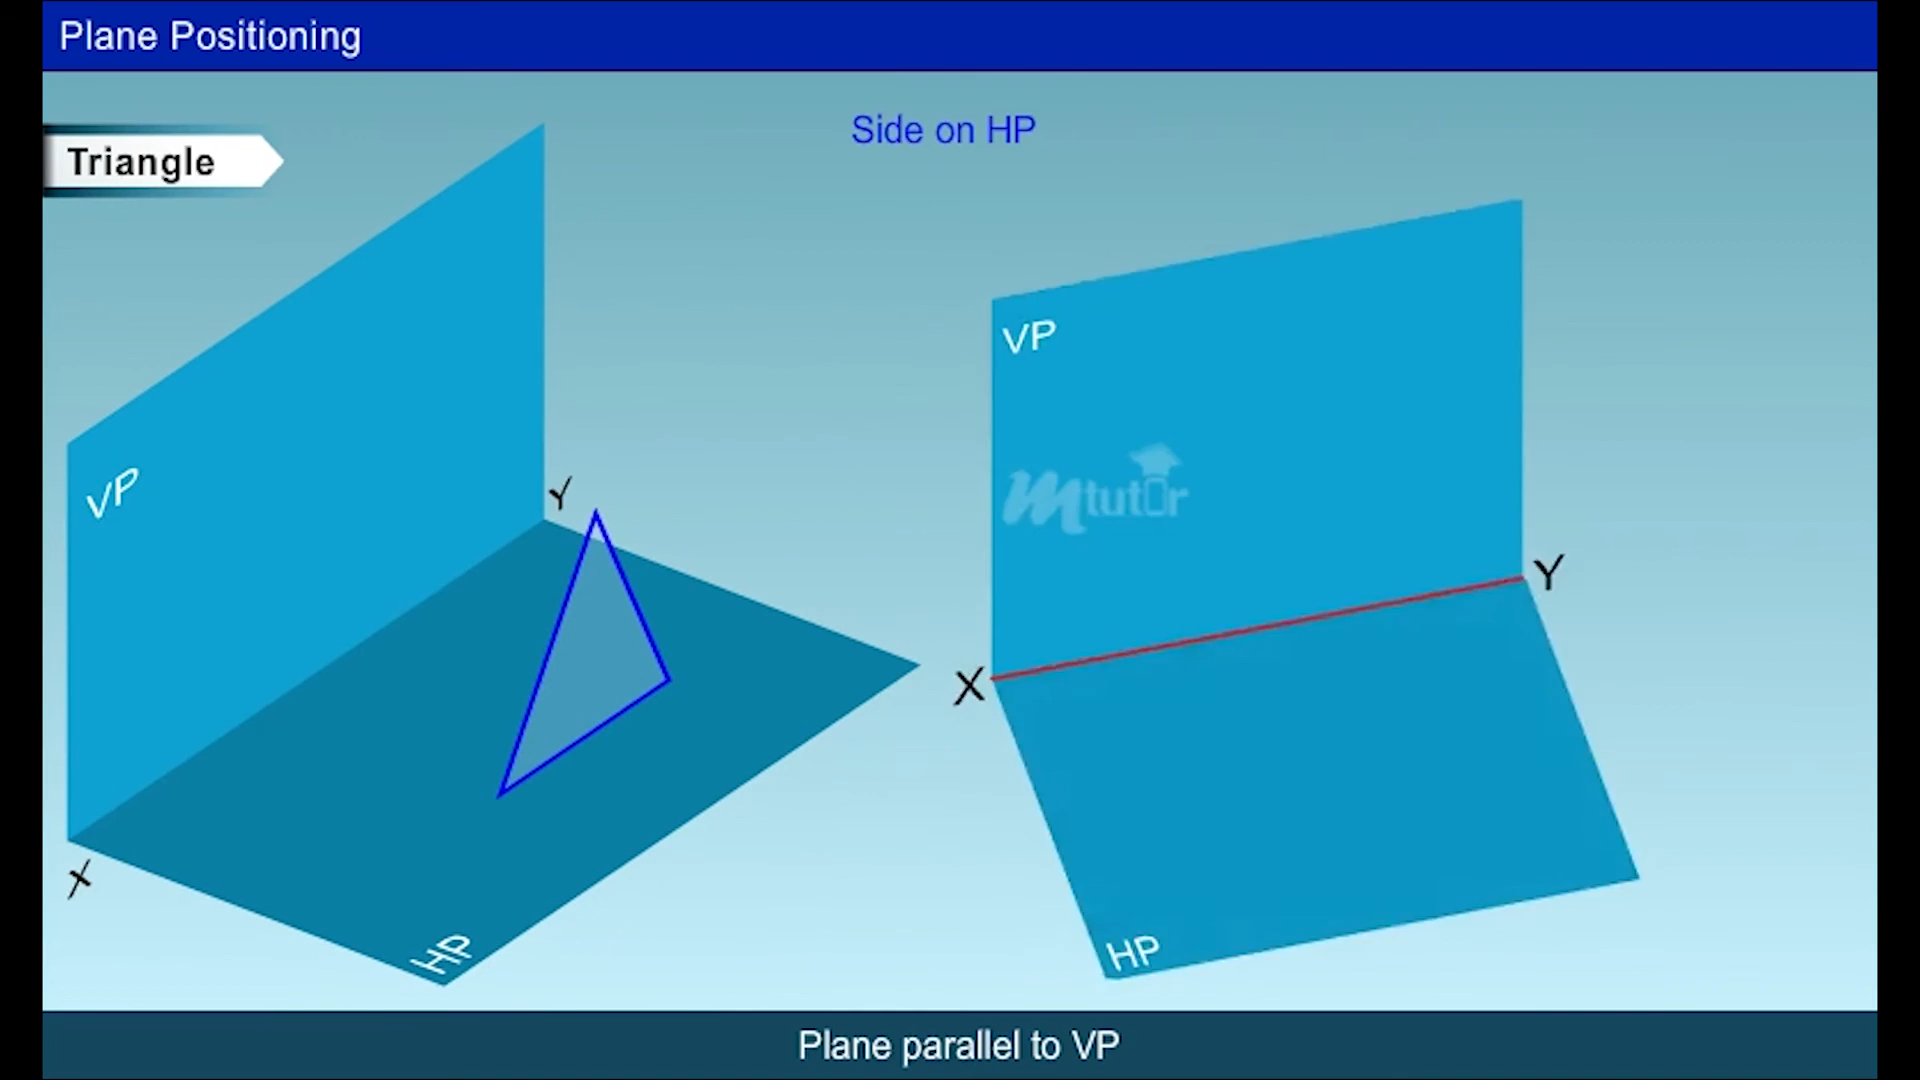 Plane Positioning
Side on HP
Triangle
VP
VP
Mtutor
Y
Y
X
X
HP
HP
Plane parallel to VP